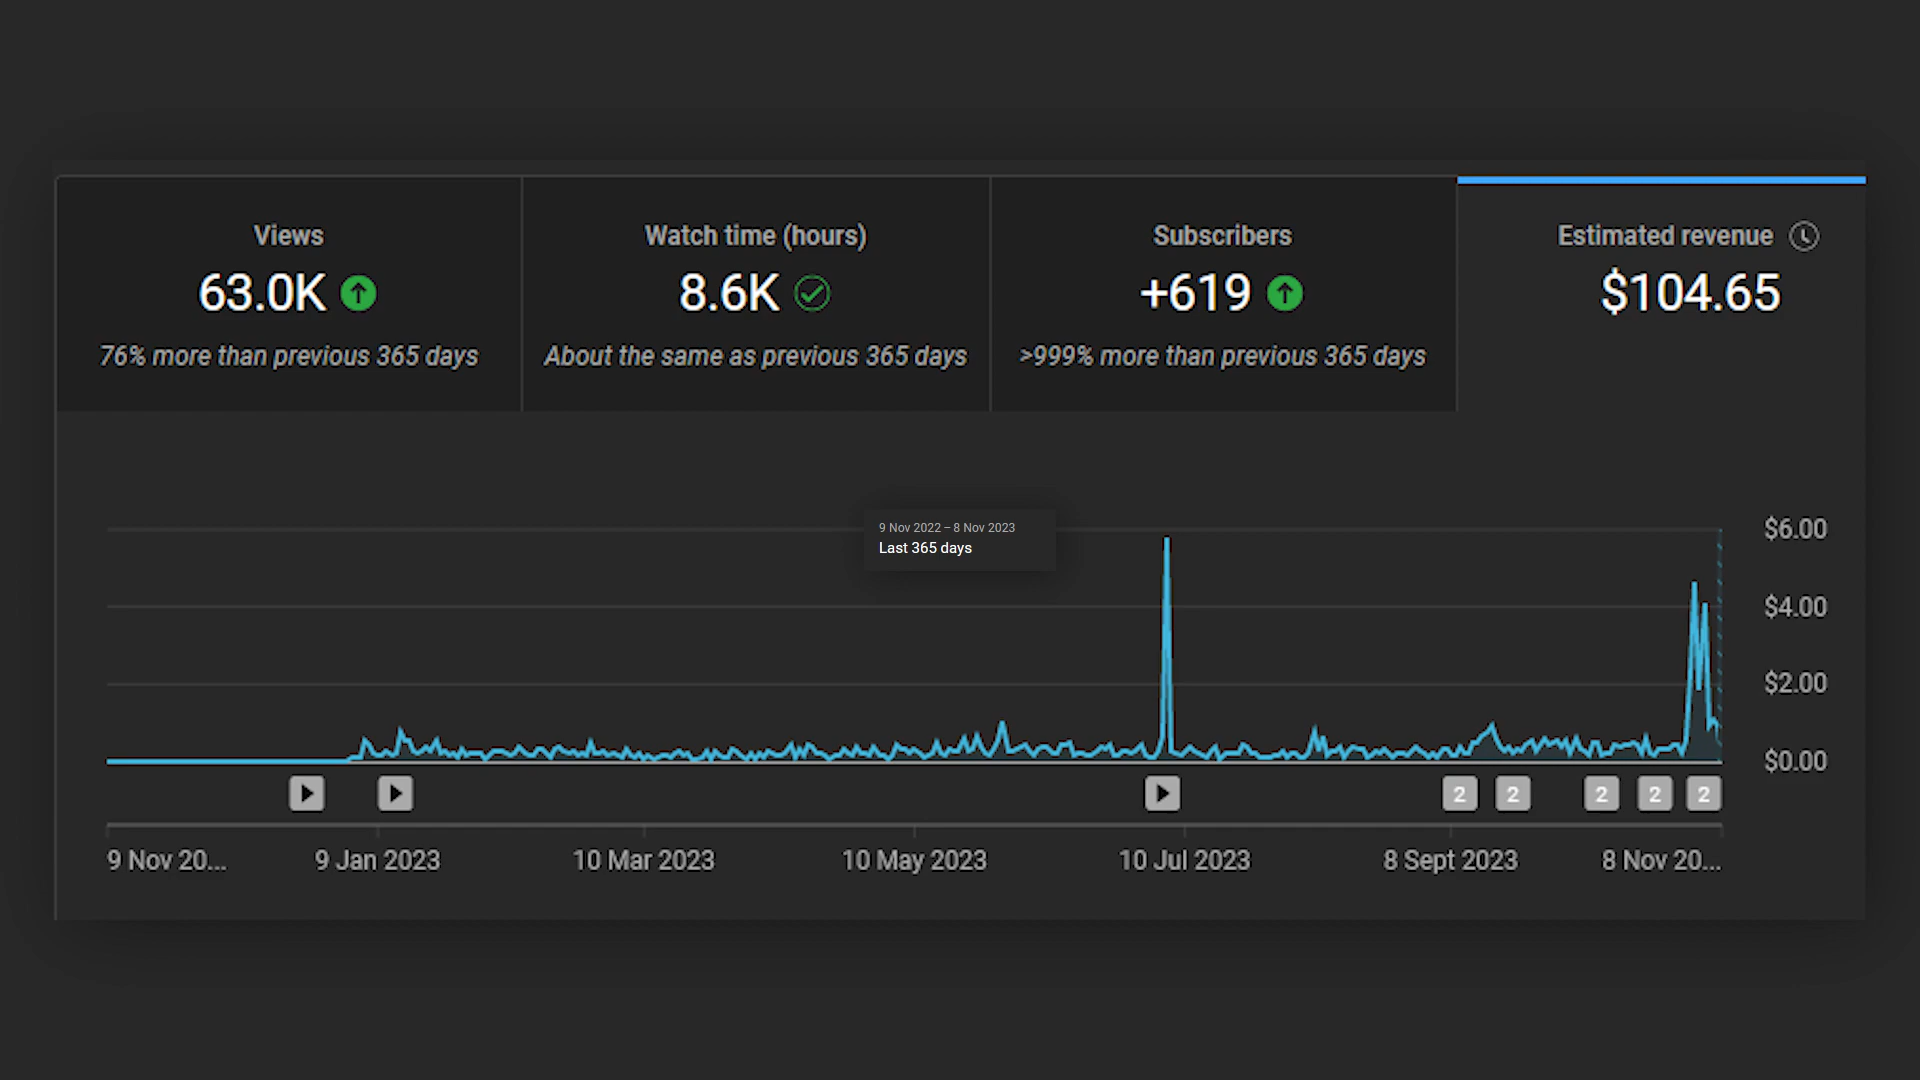 Views
63.0K
76% more than previous 365 days
Watch time (hours)
8.6K
About the same as previous 365 days
Subscribers
+619
>999% more than previous 365 days
Estimated revenue
$104.65
9 Nov 2022 – 8 Nov 2023
Last 365 days
$6.00
$4.00
$2.00
$0.00
2 2 2 2 2
9 Nov 20... 9 Jan 2023 10 Mar 2023 10 May 2023 10 Jul 2023 8 Sept 2023 8 Nov 20...